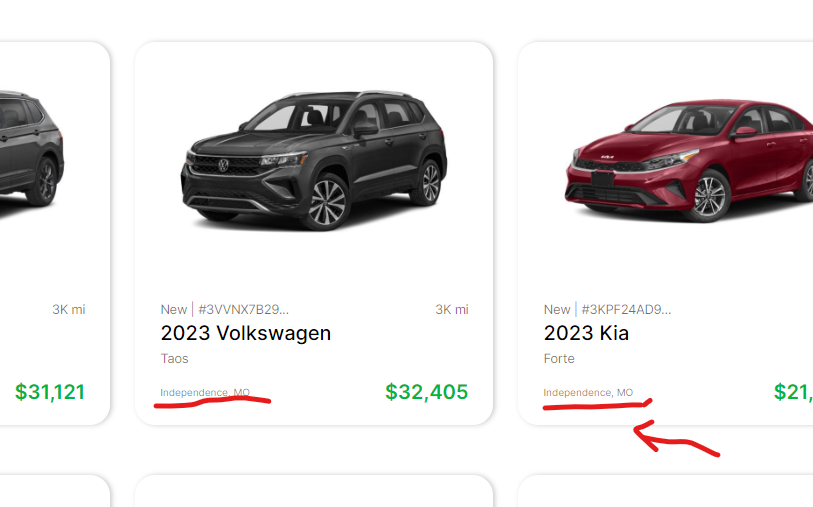 3K mi
$31,121
New | #3VVNX7B29...
3K mi
2023 Volkswagen
Taos
Independence, MO
$32,405
New | #3KPF24AD9...
2023 Kia
Forte
Independence, MO
$21,